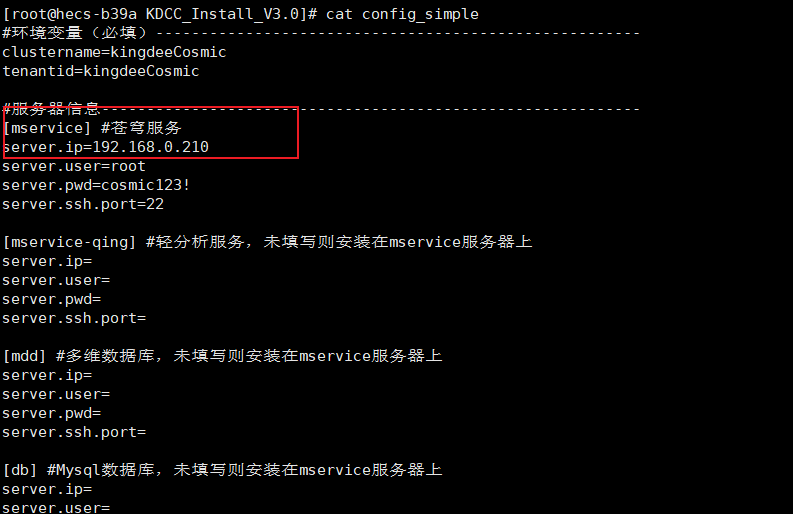 [root@hecs-b39a KDCC_Install_V3.0]# cat config_simple
#环境变量（必填）------------------------------------------------------
clustername=kingdeeCosmic
tenantid=kingdeeCosmic
#服务器信息------------------------------------------------------------
[mservice] #苍穹服务
server.ip=192.168.0.210
server.user=root
server.pwd=cosmic123!
server.ssh.port=22
[mservice-qing] #轻分析服务，未填写则安装在mservice服务器上
server.ip=
server.user=
server.pwd=
server.ssh.port=
[mdd] #多维数据库，未填写则安装在mservice服务器上
server.ip=
server.user=
server.pwd=
server.ssh.port=
[db] #Mysql数据库，未填写则安装在mservice服务器上
server.ip=
server.user=